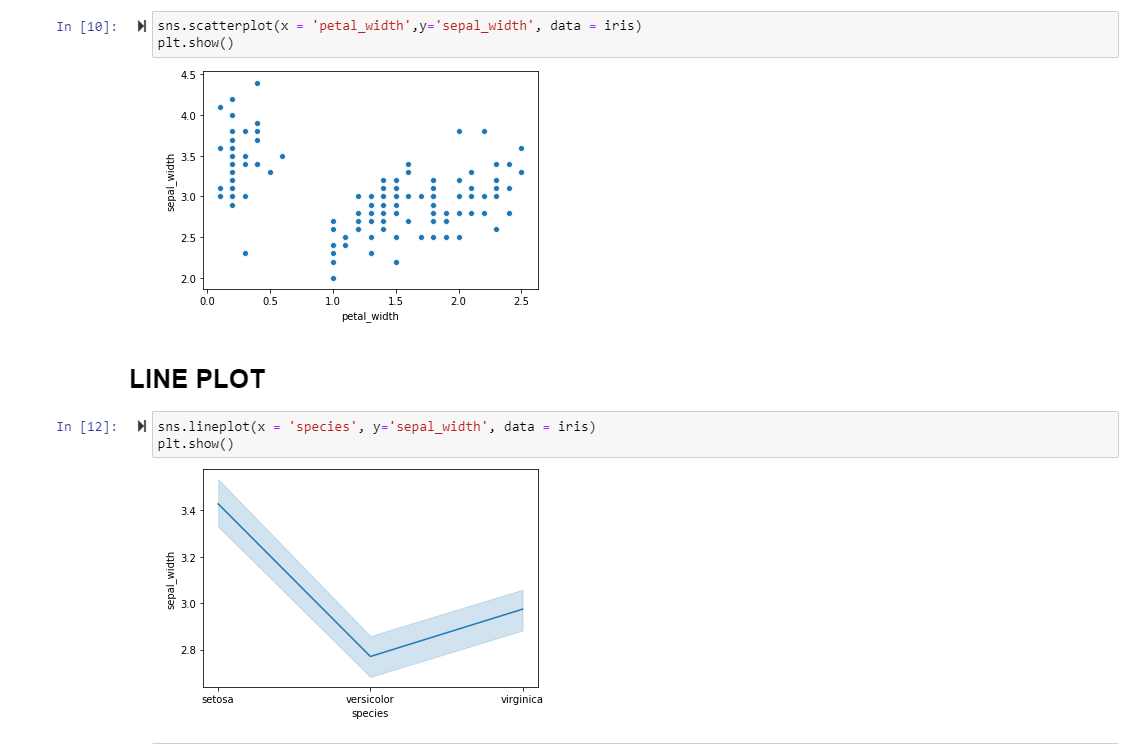 In [10]:
sns.scatterplot(x = 'petal_width',y='sepal_width', data = iris)
plt.show()
4.5
4.0
3.5
3.0
2.5
2.0
sepal_width
0.0 0.5 1.0 1.5 2.0 2.5
petal_width
LINE PLOT
In [12]:
sns.lineplot(x = 'species', y='sepal_width', data = iris)
plt.show()
3.4
3.2
3.0
2.8
sepal_width
setosa versicolor virginica
species